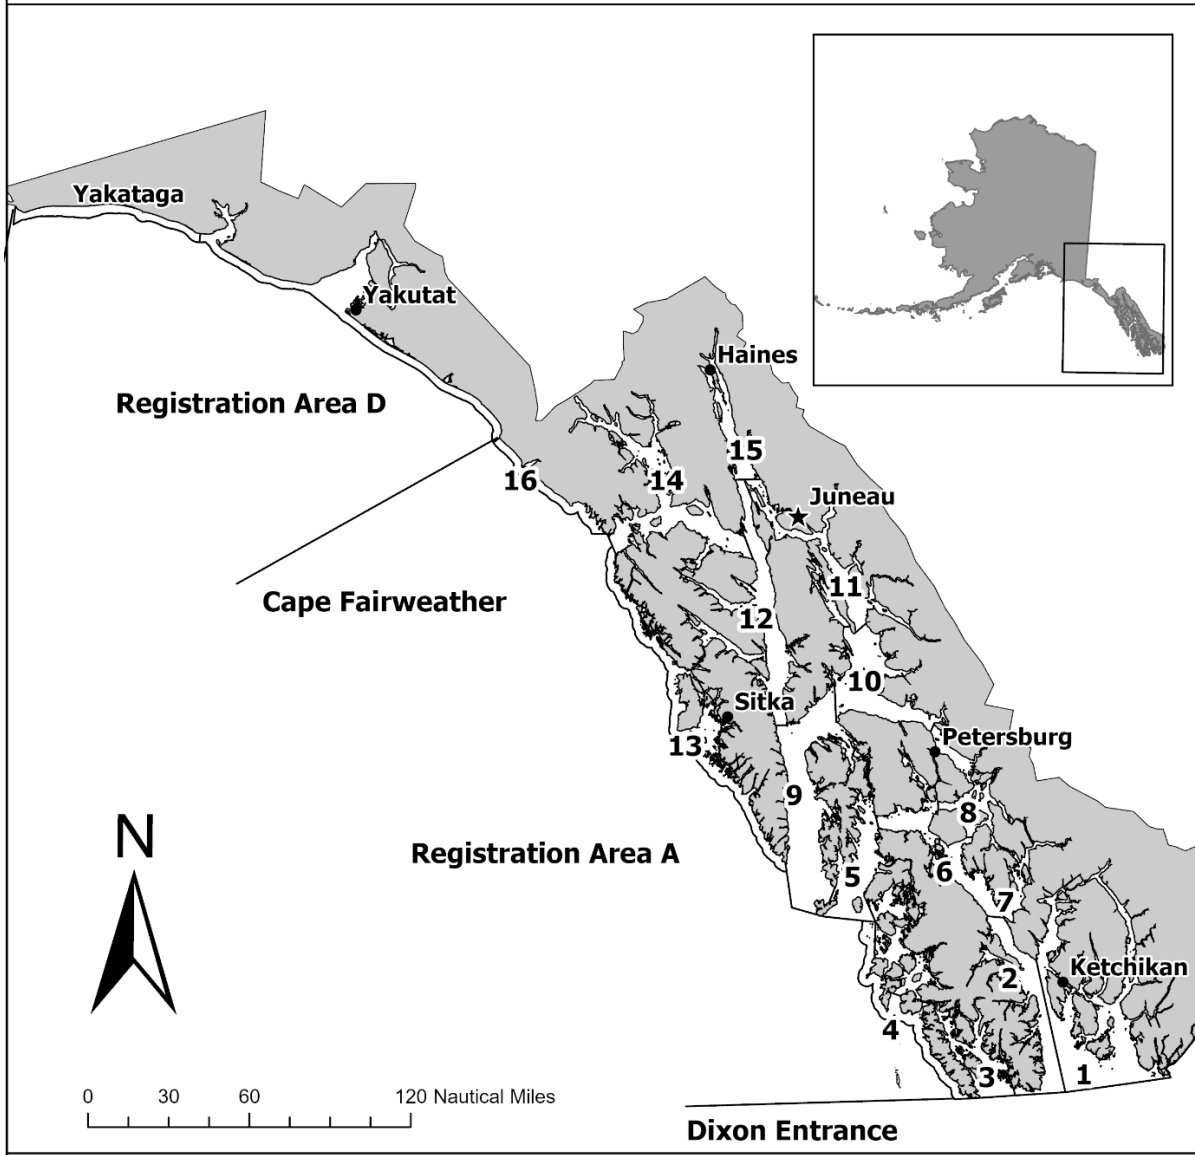 Yakataga
Yakutat
Haines
Registration Area D
15
16
14
Juneau
11
Cape Fairweather
12
10
Sitka
Petersburg
13
9
8
N
Registration Area A
6
5
7
Ketchikan
2
4
3
1
0 30 60 120 Nautical Miles
Dixon Entrance